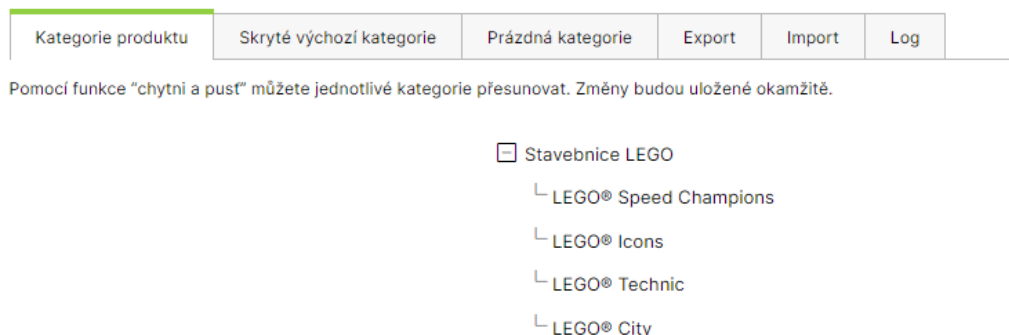 Kategorie produktu Skryté výchozí kategorie Prázdná kategorie Export Import Log
Pomocí funkce "chytni a pusť" můžete jednotlivé kategorie přesunovat. Změny budou uložené okamžitě.
Stavebnice LEGO
LEGO® Speed Champions
LEGO® Icons
LEGO® Technic
LEGO® City